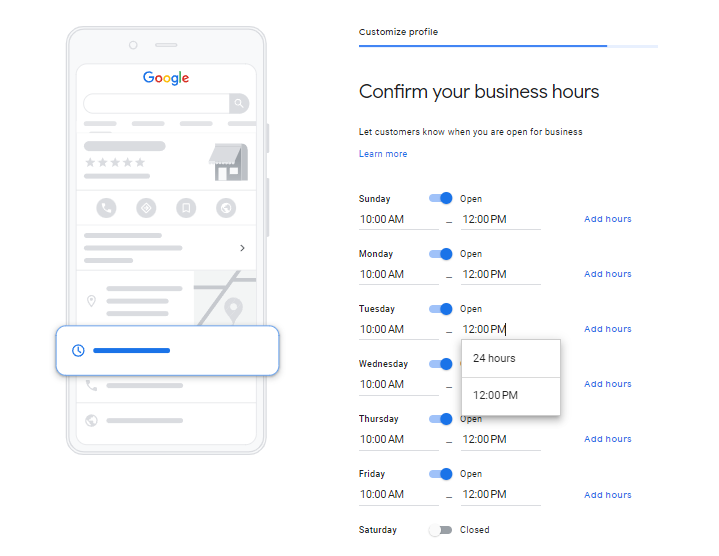 Customize profile
Google
Confirm your business hours
Let customers know when you are open for business
Learn more
Sunday Open
10:00 AM – 12:00 PM Add hours
Monday Open
10:00 AM – 12:00 PM Add hours
Tuesday Open
10:00 AM – 12:00 PM Add hours
24 hours
12:00 PM
Wednesday
10:00 AM – Add hours
Thursday Open
10:00 AM – 12:00 PM Add hours
Friday Open
10:00 AM – 12:00 PM Add hours
Saturday Closed